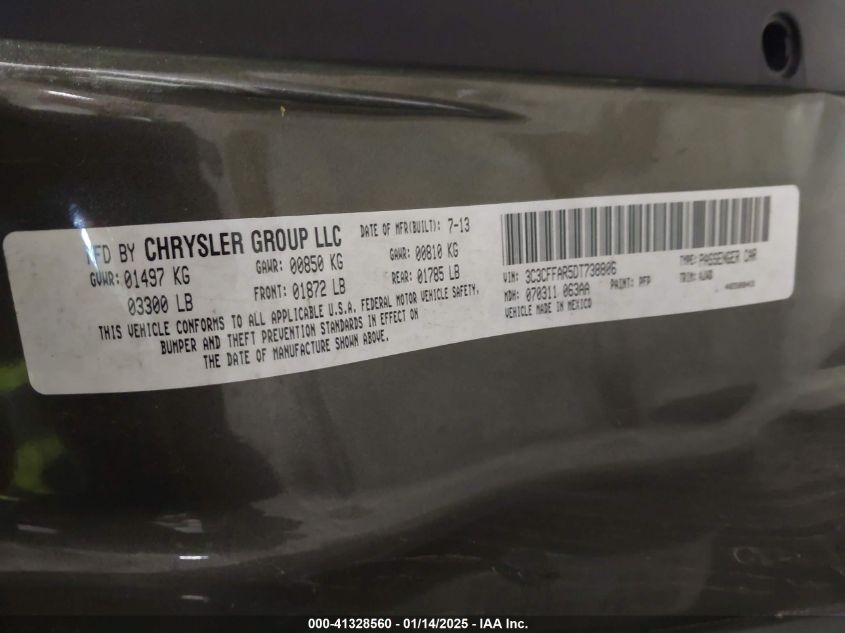 MFD BY CHRYSLER GROUP LLC
DATE OF MFR(BUILT): 7-13
GVWR: 01497 KG
GAWR: 00850 KG
GAWR: 00810 KG
03300 LB
FRONT: 01872 LB
REAR: 01785 LB
THIS VEHICLE CONFORMS TO ALL APPLICABLE U.S.A. FEDERAL MOTOR VEHICLE SAFETY,
BUMPER AND THEFT PREVENTION STANDARDS IN EFFECT ON
THE DATE OF MANUFACTURE SHOWN ABOVE.
VIN: 3C3CFFAR5DT738806
TYPE: PASSENGER CAR
MDH: 070311 063AA
PAINT: PFP
TRIM:
VEHICLE MADE IN MEXICO
000-41328560 - 01/14/2025 - IAA Inc.